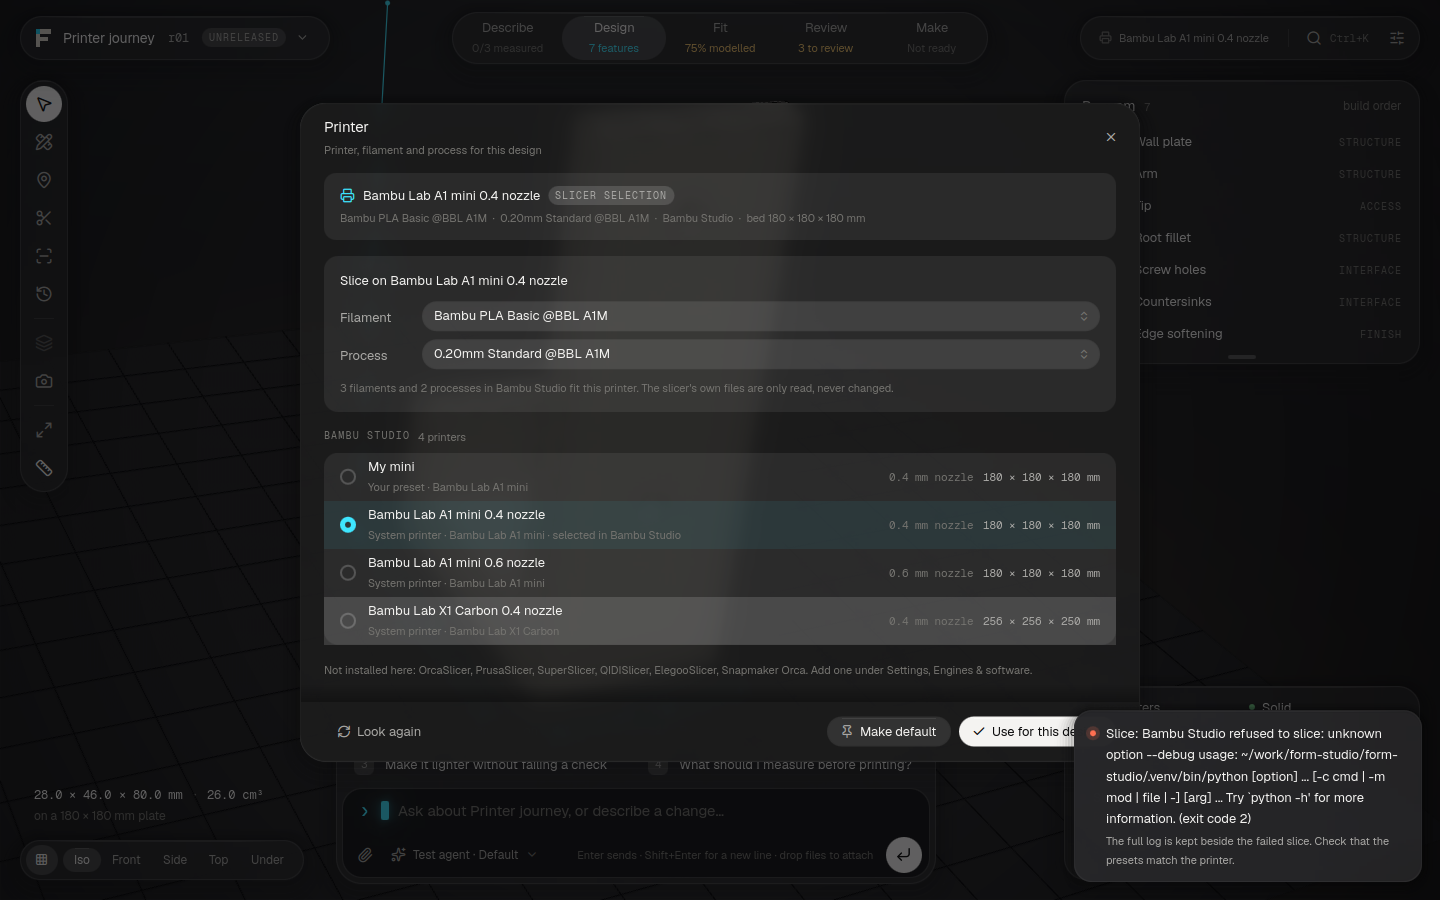 Printer journey r01 UNRELEASED
Describe
0/3 measured
Design
7 features
Fit
75% modelled
Review
3 to review
Make
Not ready
Bambu Lab A1 mini 0.4 nozzle
Ctrl+K
7 build order
Wall plate STRUCTURE
Arm STRUCTURE
Tip ACCESS
Root fillet STRUCTURE
Screw holes INTERFACE
Countersinks INTERFACE
Edge softening FINISH
Printer
Printer, filament and process for this design
Bambu Lab A1 mini 0.4 nozzle SLICER SELECTION
Bambu PLA Basic @BBL A1M · 0.20mm Standard @BBL A1M · Bambu Studio · bed 180 × 180 × 180 mm
Slice on Bambu Lab A1 mini 0.4 nozzle
Filament Bambu PLA Basic @BBL A1M
Process 0.20mm Standard @BBL A1M
3 filaments and 2 processes in Bambu Studio fit this printer. The slicer's own files are only read, never changed.
BAMBU STUDIO 4 printers
My mini
Your preset · Bambu Lab A1 mini
0.4 mm nozzle 180 × 180 × 180 mm
Bambu Lab A1 mini 0.4 nozzle
System printer · Bambu Lab A1 mini · selected in Bambu Studio
0.4 mm nozzle 180 × 180 × 180 mm
Bambu Lab A1 mini 0.6 nozzle
System printer · Bambu Lab A1 mini
0.6 mm nozzle 180 × 180 × 180 mm
Bambu Lab X1 Carbon 0.4 nozzle
System printer · Bambu Lab X1 Carbon
0.4 mm nozzle 256 × 256 × 250 mm
Not installed here: OrcaSlicer, PrusaSlicer, SuperSlicer, QIDISlicer, ElegooSlicer, Snapmaker Orca. Add one under Settings, Engines & software.
Look again
Make default
Use for this de
Solid
Slice: Bambu Studio refused to slice: unknown
option --debug usage: ~/work/form-studio/form-
studio/.venv/bin/python [option] ... [-c cmd | -m
mod | file | -] [arg] ... Try `python -h' for more
information. (exit code 2)
The full log is kept beside the failed slice. Check that the
presets match the printer.
3 Make it lighter without failing a check
4 What should I measure before printing?
28.0 × 46.0 × 80.0 mm · 26.0 cm³
on a 180 × 180 mm plate
Ask about Printer journey, or describe a change…
Test agent · Default
Enter sends · Shift+Enter for a new line · drop files to attach
Iso Front Side Top Under